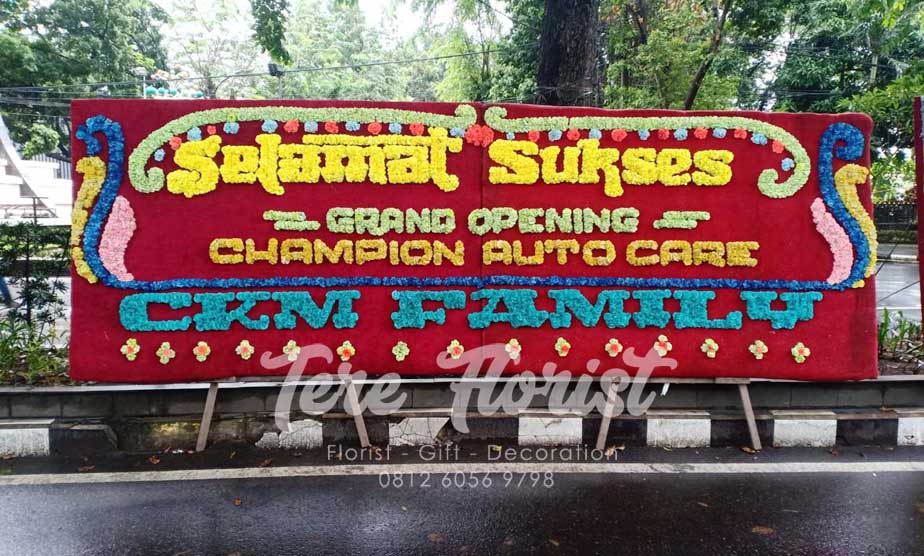 Selamat Sukses
GRAND OPENING
CHAMPION AUTO CARE
CKM FAMILY
Tere Florist
Florist - Gift - Decoration
0812 6056 9798